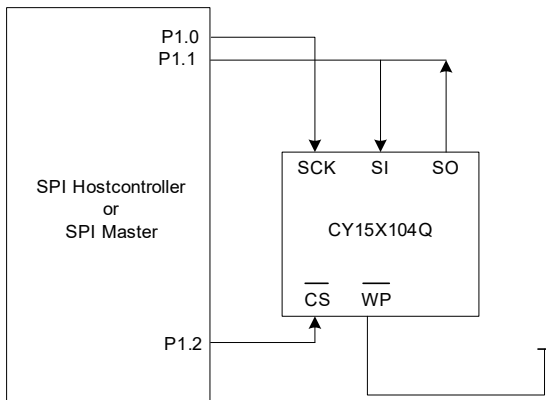 P1.0
P1.1
SCK SI SO
SPI Hostcontroller
or
SPI Master
CY15X104Q
CS WP
P1.2